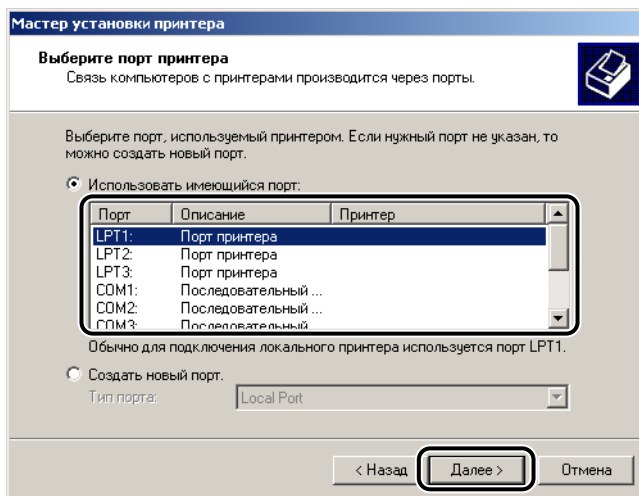 Мастер установки принтера
Выберите порт принтера
Связь компьютеров с принтерами производится через порты.
Выберите порт, используемый принтером. Если нужный порт не указан, то
можно создать новый порт.
Использовать имеющийся порт:
Порт Описание Принтер
LPT1: Порт принтера
LPT2: Порт принтера
LPT3: Порт принтера
COM1: Последовательный ...
COM2: Последовательный ...
COM3: Последовательный
Обычно для подключения локального принтера используется порт LPT1.
Создать новый порт.
Тип порта: Local Port
< Назад Далее > Отмена